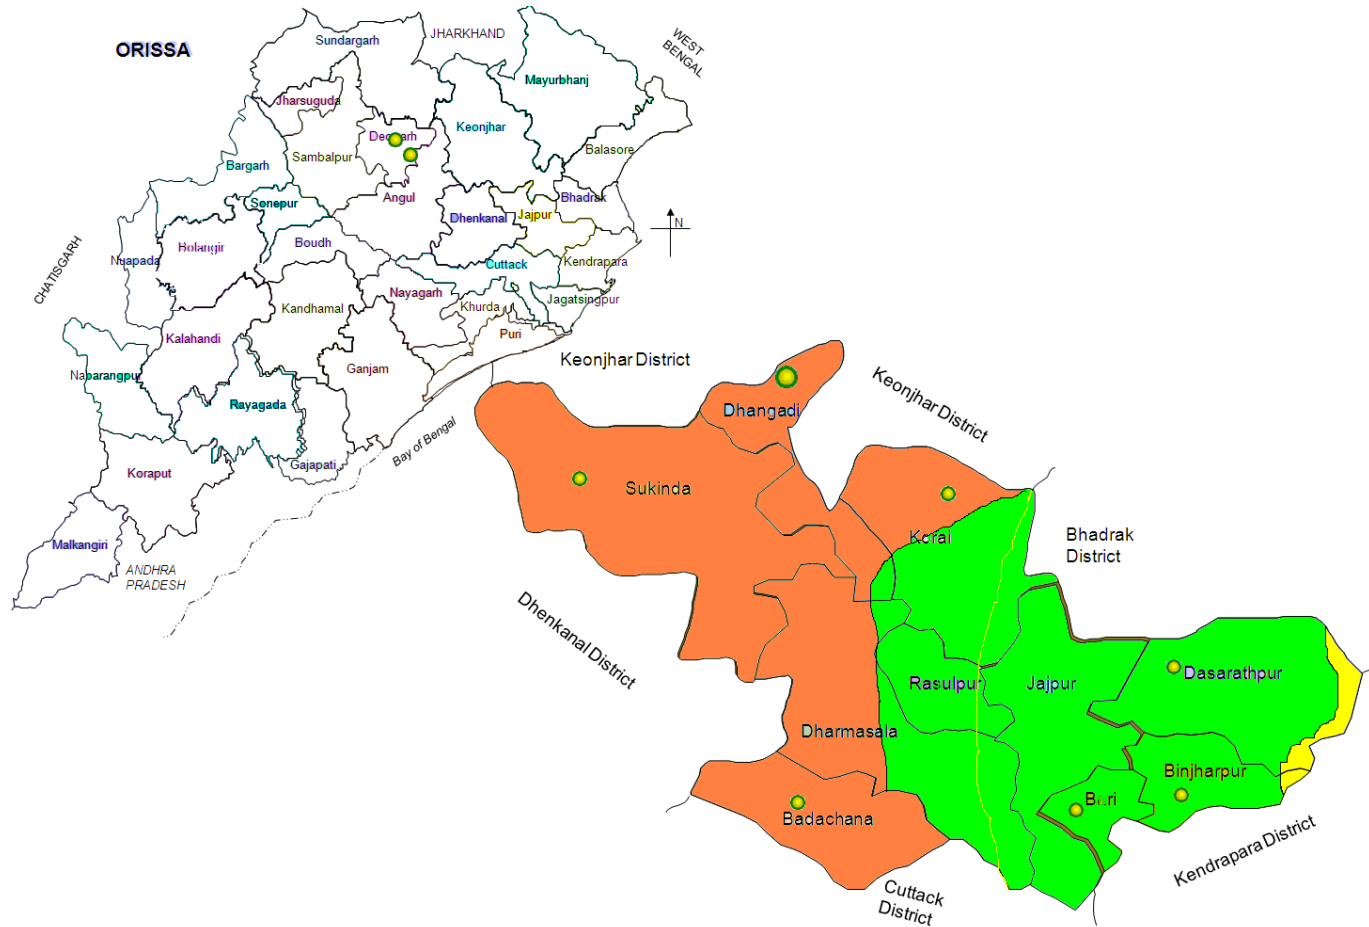 ORISSA
Sundargarh
JHARKHAND
WEST
BENGAL
Mayurbhanj
Jharsuguda
Deogarh
Keonjhar
Sambalpur
Balasore
Bargarh
Angul
Bhadrak
Sonepur
Dhenkanal
Jajpur
N
Bolangir
Boudh
Nuapada
CHATISGARH
Cuttack
Kendrapara
Nayagarh
Jagatsingpur
Kandhamal
Khurda
Puri
Kalahandi
Ganjam
Nabarangpur
Rayagada
Koraput
Gajapati
Bay of Bengal
Malkangiri
ANDHRA
PRADESH
Keonjhar District
Keonjhar District
Dhangadi
Sukinda
Korai
Bhadrak
District
Dhenkanal District
Rasulpur
Jajpur
Dasarathpur
Dharmasala
Binjharpur
Bari
Badachana
Kendrapara District
Cuttack
District